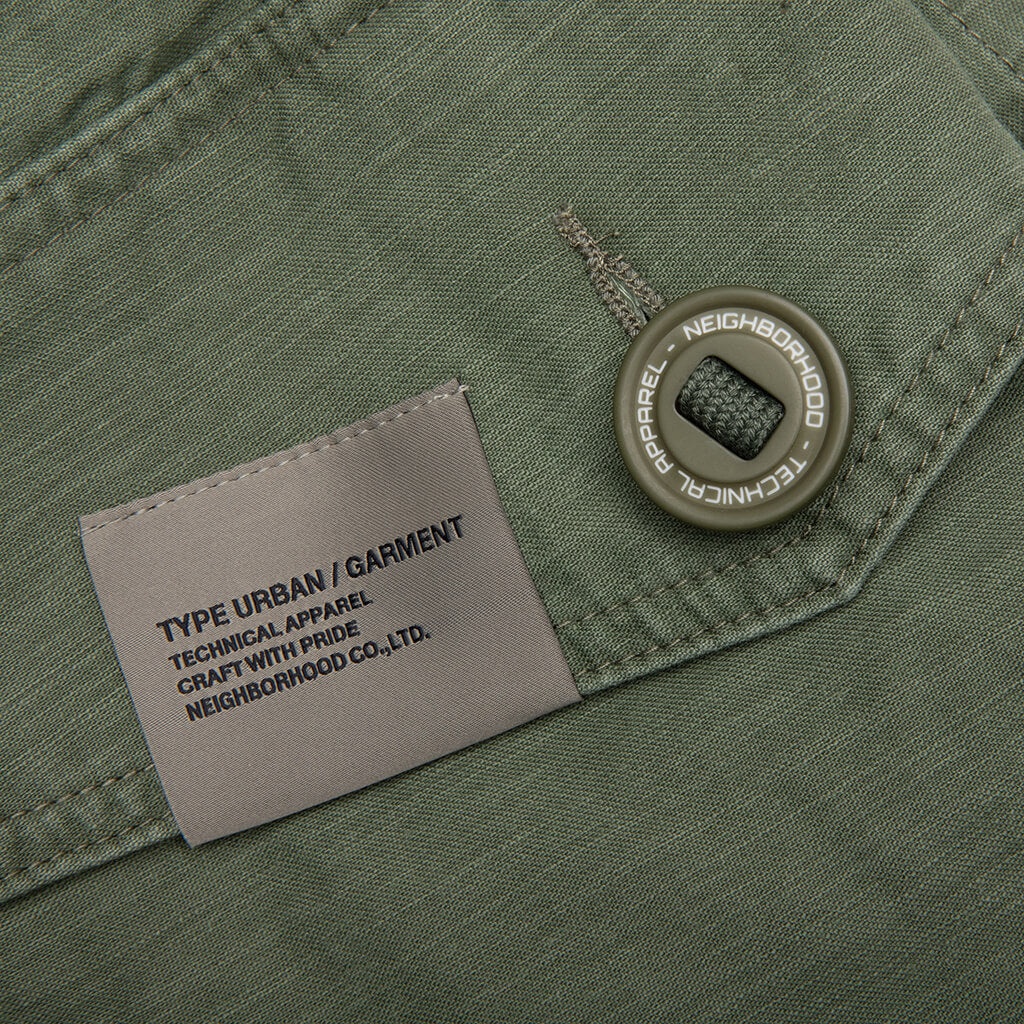 TYPE URBAN / GARMENT
TECHNICAL APPAREL
CRAFT WITH PRIDE
NEIGHBORHOOD CO.,LTD.
NEIGHBORHOOD - TECHNICAL APPAREL -